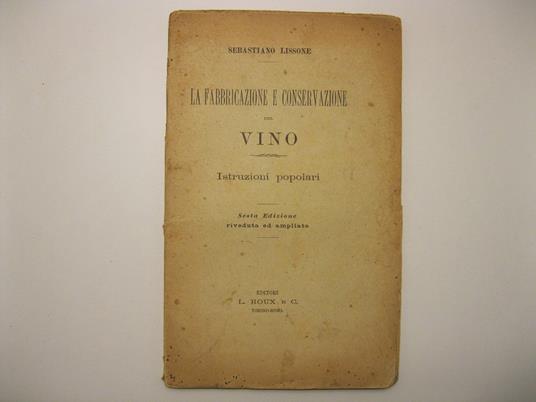 SEBASTIANO LISSONE
LA FABBRICAZIONE E CONSERVAZIONE
DEL
VINO
Istruzioni popolari
Sesta Edizione
riveduta ed ampliata
EDITORI
L. ROUX E C.
TORINO-ROMA